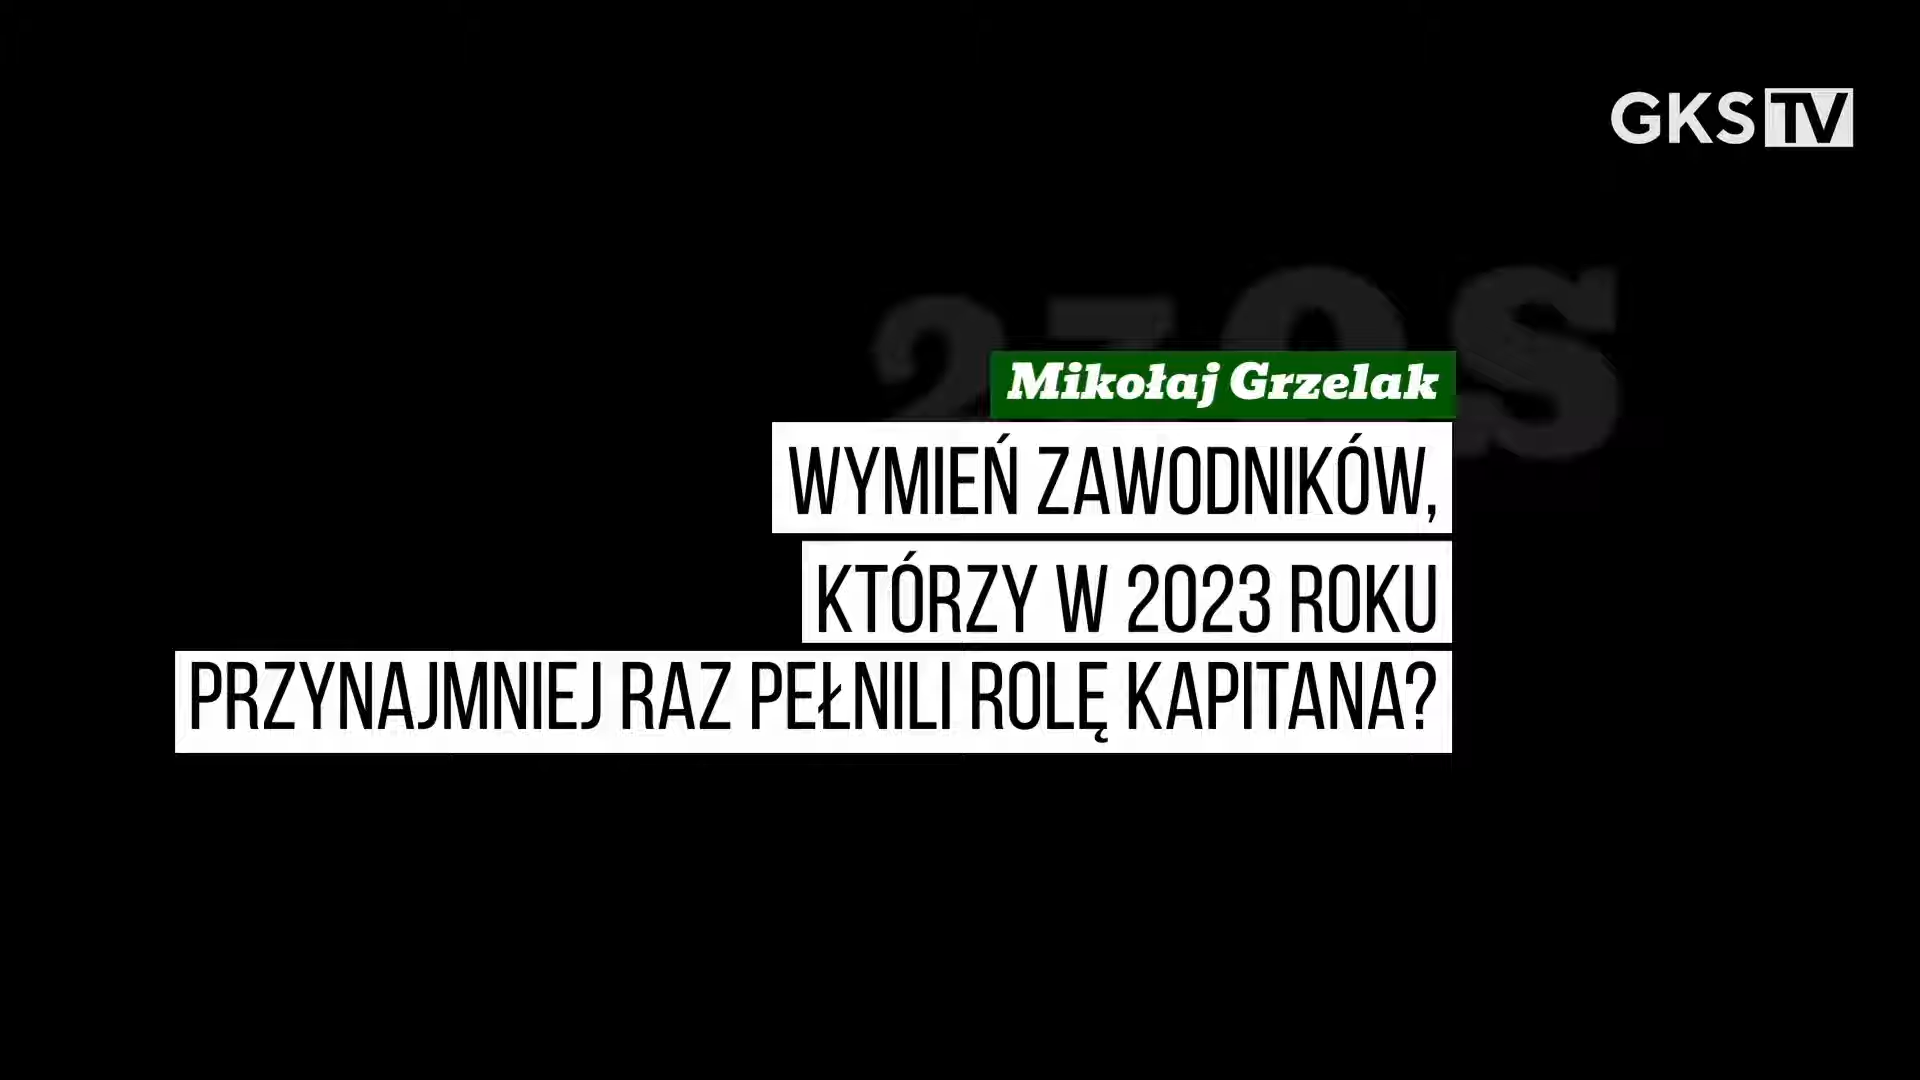 GKS TV
Mikołaj Grzelak
WYMIEŃ ZAWODNIKÓW,
KTÓRZY W 2023 ROKU
PRZYNAJMNIEJ RAZ PEŁNILI ROLĘ KAPITANA?